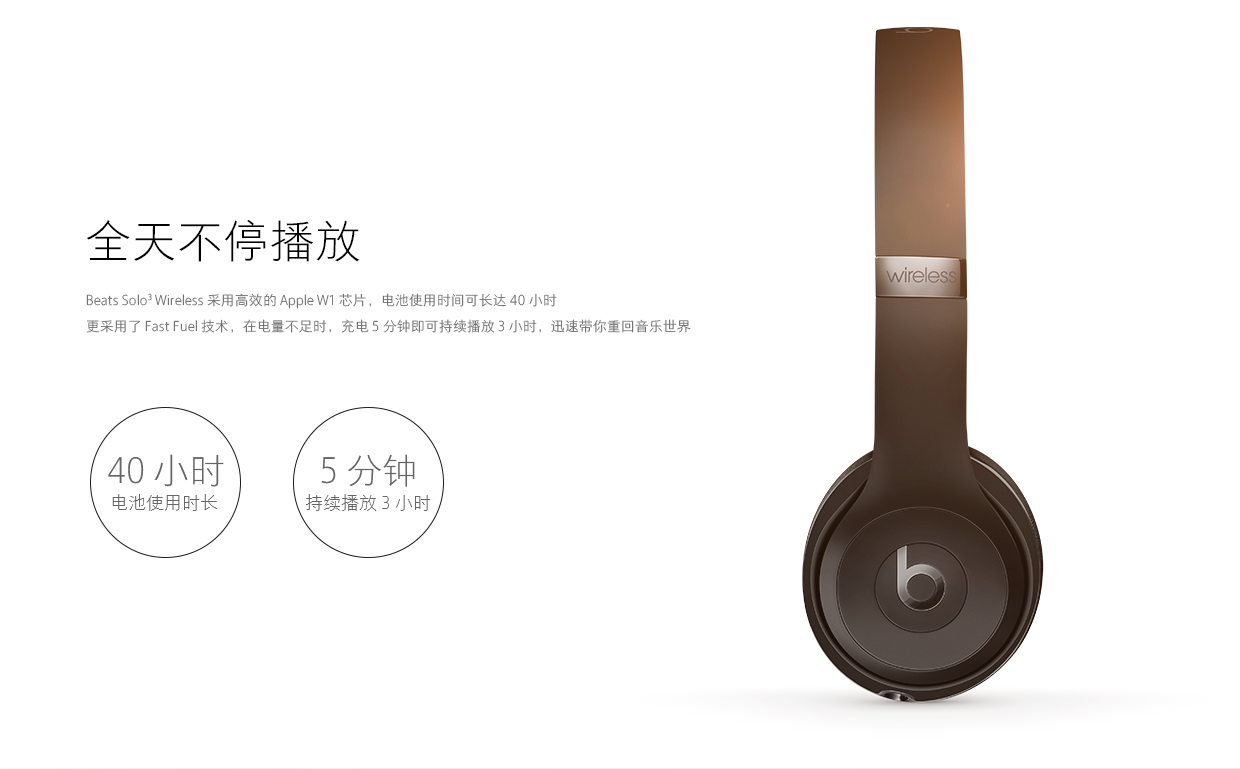 全天不停播放
Beats Solo³ Wireless 采用高效的 Apple W1 芯片，电池使用时间可长达 40 小时
更采用了 Fast Fuel 技术，在电量不足时，充电 5 分钟即可持续播放 3 小时，迅速带你重回音乐世界
40 小时
电池使用时长
5 分钟
持续播放 3 小时
wireless
b